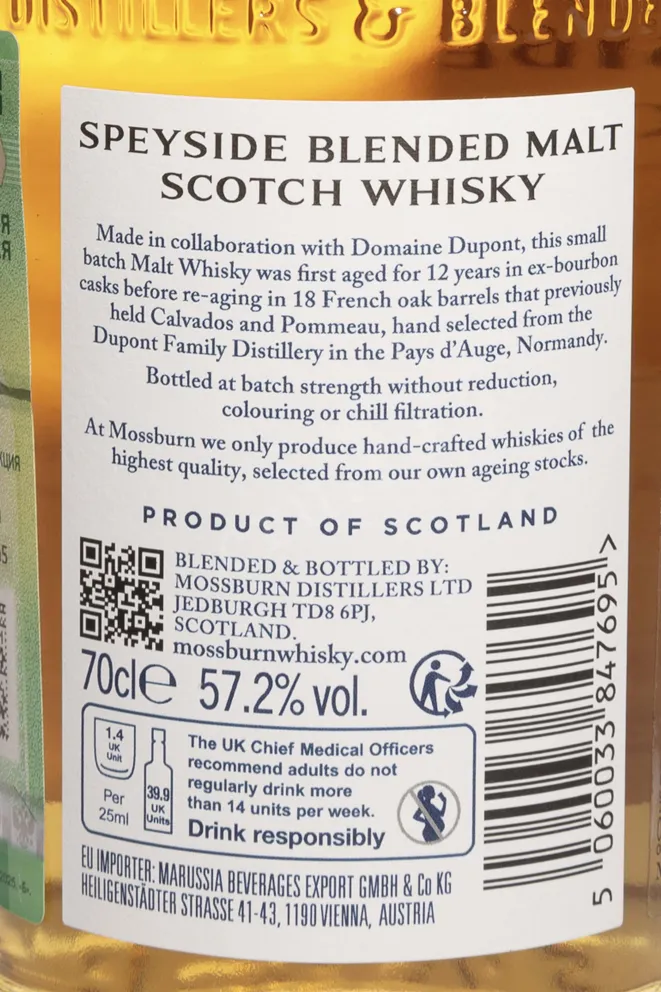 DISTILLERS & BLEND
SPEYSIDE BLENDED MALT
SCOTCH WHISKY
Made in collaboration with Domaine Dupont, this small
batch Malt Whisky was first aged for 12 years in ex-bourbon
casks before re-aging in 18 French oak barrels that previously
held Calvados and Pommeau, hand selected from the
Dupont Family Distillery in the Pays d'Auge, Normandy.
Bottled at batch strength without reduction,
colouring or chill filtration.
At Mossburn we only produce hand-crafted whiskies of the
highest quality, selected from our own ageing stocks.
PRODUCT OF SCOTLAND
BLENDED & BOTTLED BY:
MOSSBURN DISTILLERS LTD
JEDBURGH TD8 6PJ,
SCOTLAND.
mossburnwhisky.com
70cl e 57.2% vol.
1.4
UK
Unit
Per
25ml
39.9
UK
Units
The UK Chief Medical Officers
recommend adults do not
regularly drink more
than 14 units per week.
Drink responsibly
EU IMPORTER: MARUSSIA BEVERAGES EXPORT GMBH & Co KG
HEILIGENSTÄDTER STRASSE 41-43, 1190 VIENNA, AUSTRIA
5 060033 847695 >